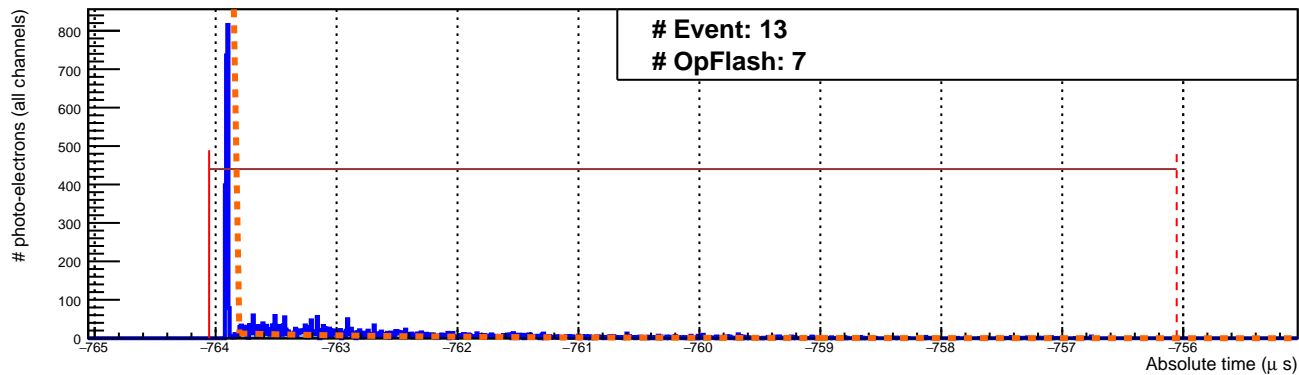 # Event: 13
# OpFlash: 7
# photo-electrons (all channels)
800
700
600
500
400
300
200
100
0
−765 −764 −763 −762 −761 −760 −759 −758 −757 −756
Absolute time (μ s)